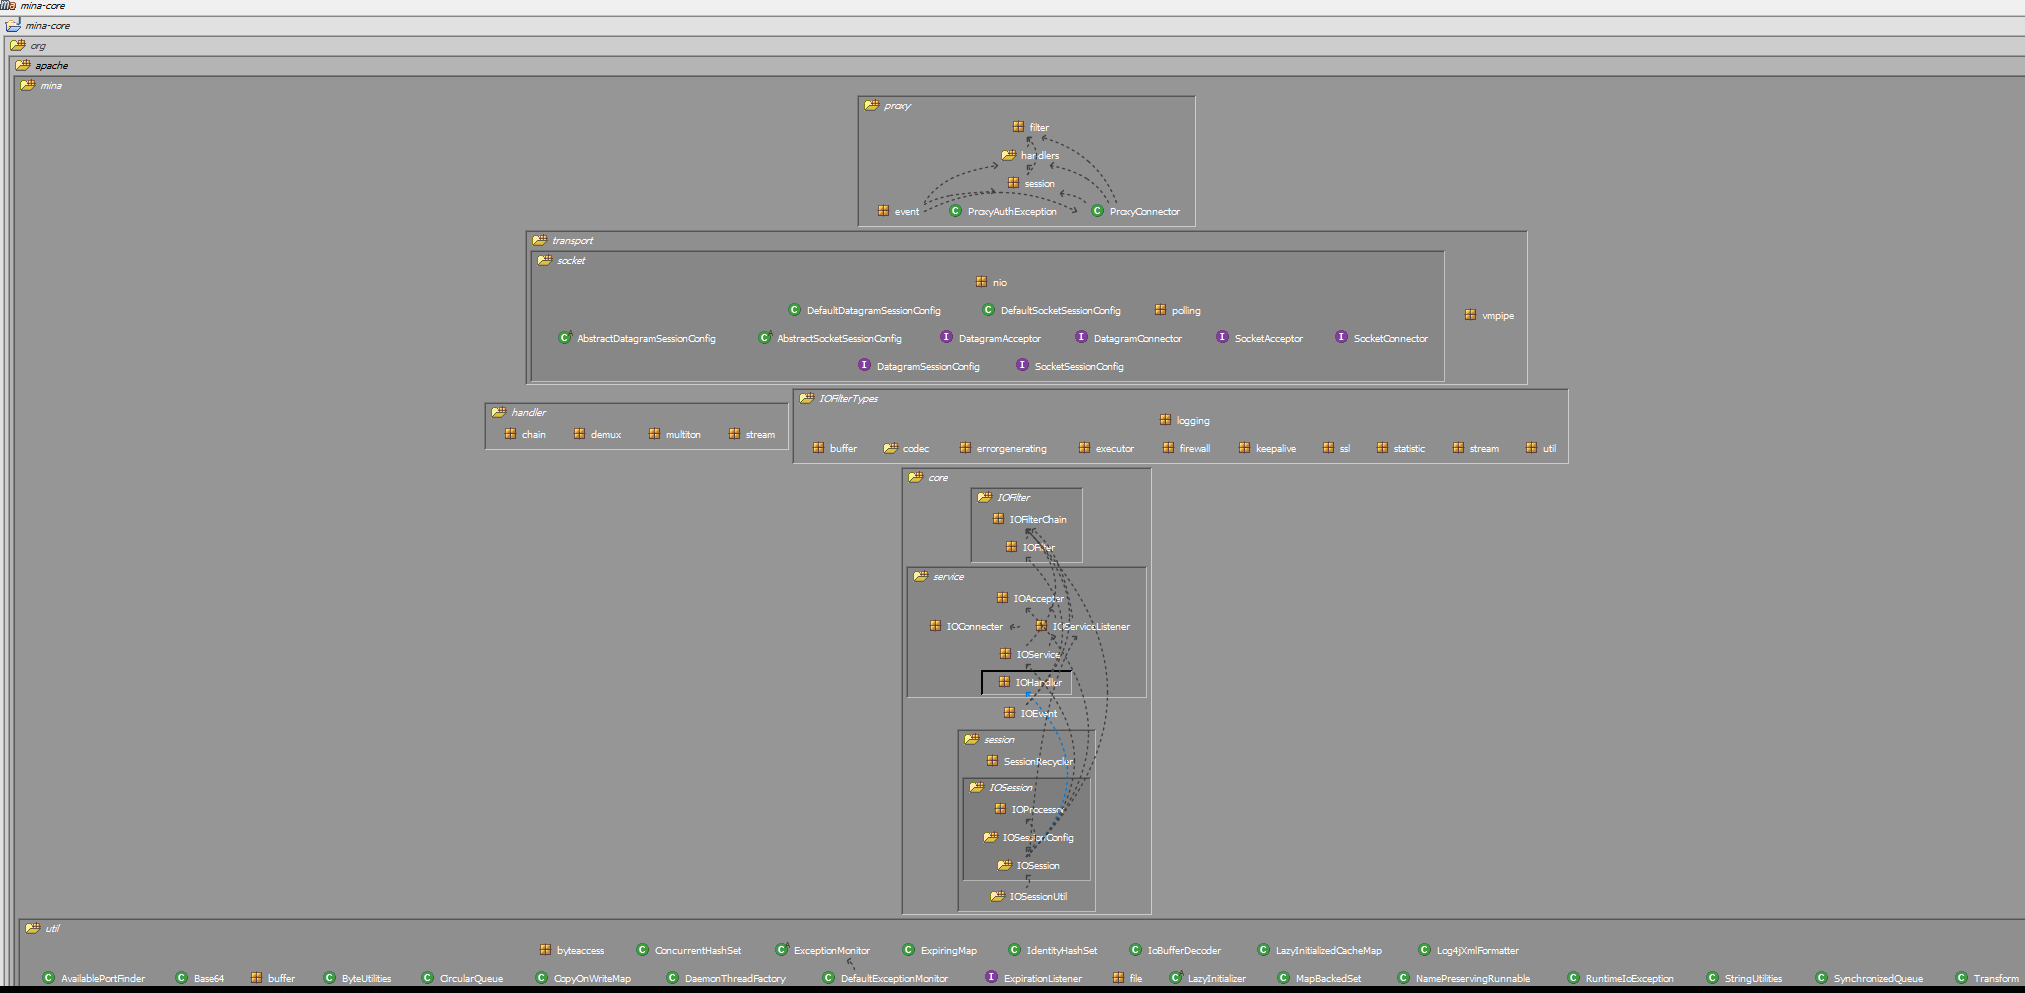 mina-core
mina-core
org
apache
mina
proxy
filter
handlers
session
event ProxyAuthException ProxyConnector
transport
socket
nio
DefaultDatagramSessionConfig DefaultSocketSessionConfig polling
vmpipe
AbstractDatagramSessionConfig AbstractSocketSessionConfig DatagramAcceptor DatagramConnector SocketAcceptor SocketConnector
DatagramSessionConfig SocketSessionConfig
handler
chain demux multiton stream
IOFilterTypes
logging
buffer codec errorgenerating executor firewall keepalive ssl statistic stream util
core
IOFilter
IOFilterChain
IOFilter
service
IOAccepter
IOConnecter IOServiceListener
IOService
IOHandler
IOEvent
session
SessionRecycler
IOSession
IOProcessor
IOSessionConfig
IOSession
IOSessionUtil
util
byteaccess ConcurrentHashSet ExceptionMonitor ExpiringMap IdentityHashSet IoBufferDecoder LazyInitializedCacheMap Log4jXmlFormatter
AvailablePortFinder Base64 buffer ByteUtilities CircularQueue CopyOnWriteMap DaemonThreadFactory DefaultExceptionMonitor ExpirationListener file LazyInitializer MapBackedSet NamePreservingRunnable RuntimeIoException StringUtilities SynchronizedQueue Transform